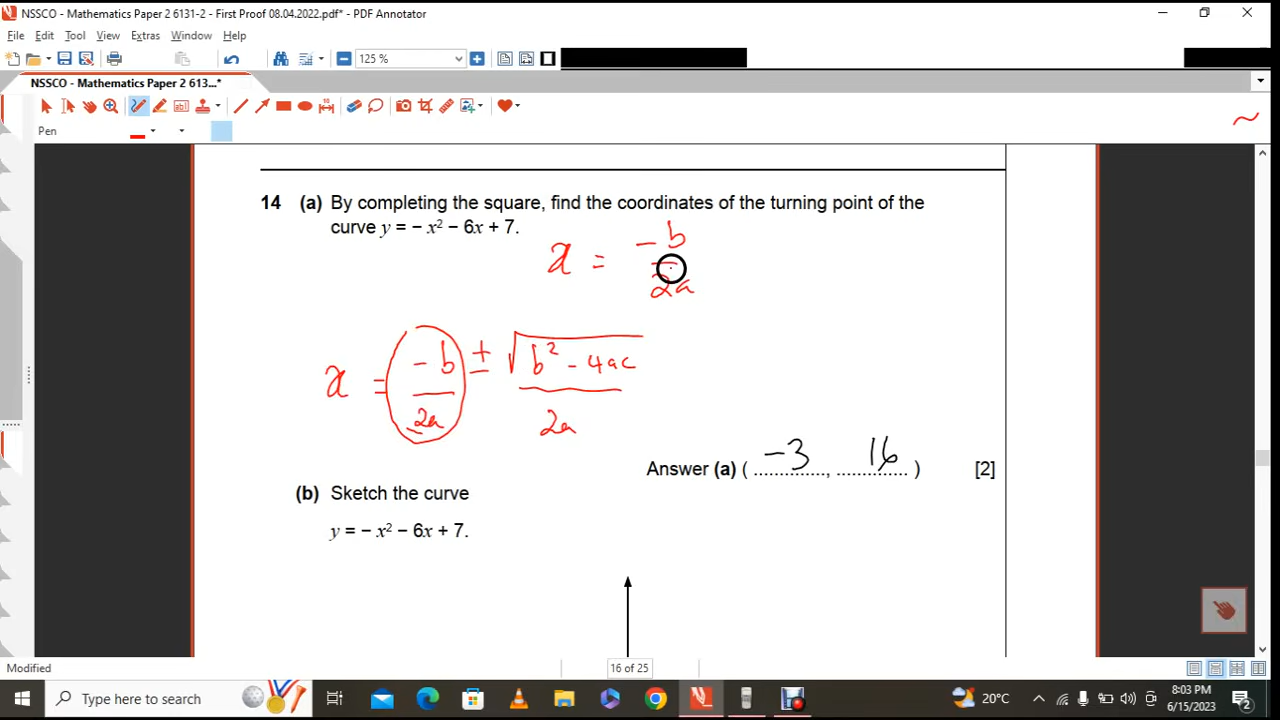 NSSCO - Mathematics Paper 2 6131-2 - First Proof 08.04.2022.pdf* - PDF Annotator
File Edit Tool View Extras Window Help
125 %
NSSCO - Mathematics Paper 2 613...*
Pen
14 (a) By completing the square, find the coordinates of the turning point of the
curve y = − x² − 6x + 7.
x = -b/2a
x = -b/2a ± √(b² - 4ac)/2a
-3 16
Answer (a) ( .............., ............... ) [2]
(b) Sketch the curve
y = − x² − 6x + 7.
Modified
16 of 25
Type here to search
20°C
8:03 PM
6/15/2023
2